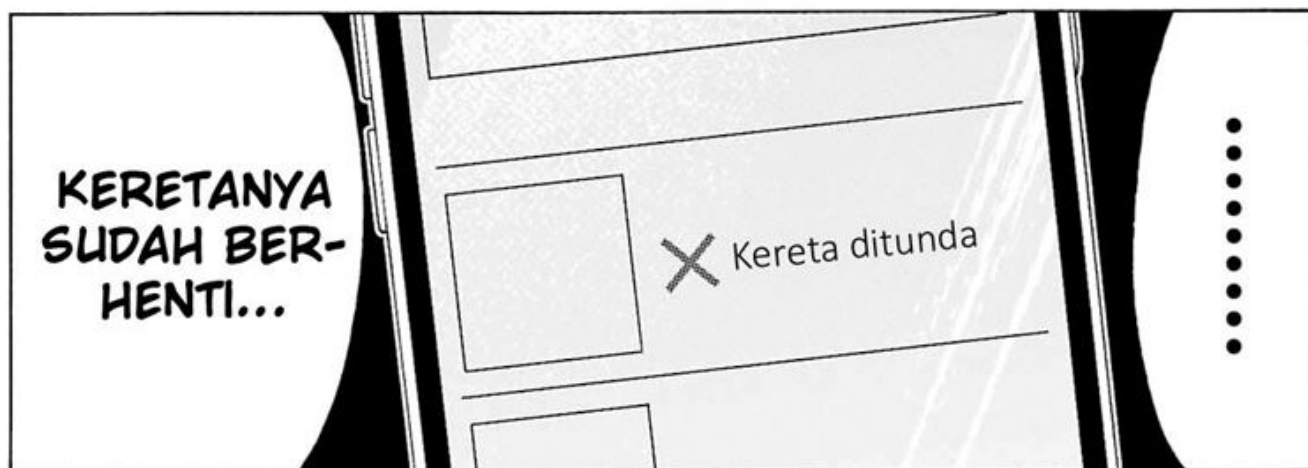 KERETANYA
SUDAH BER-
HENTI...
Kereta ditunda
.........